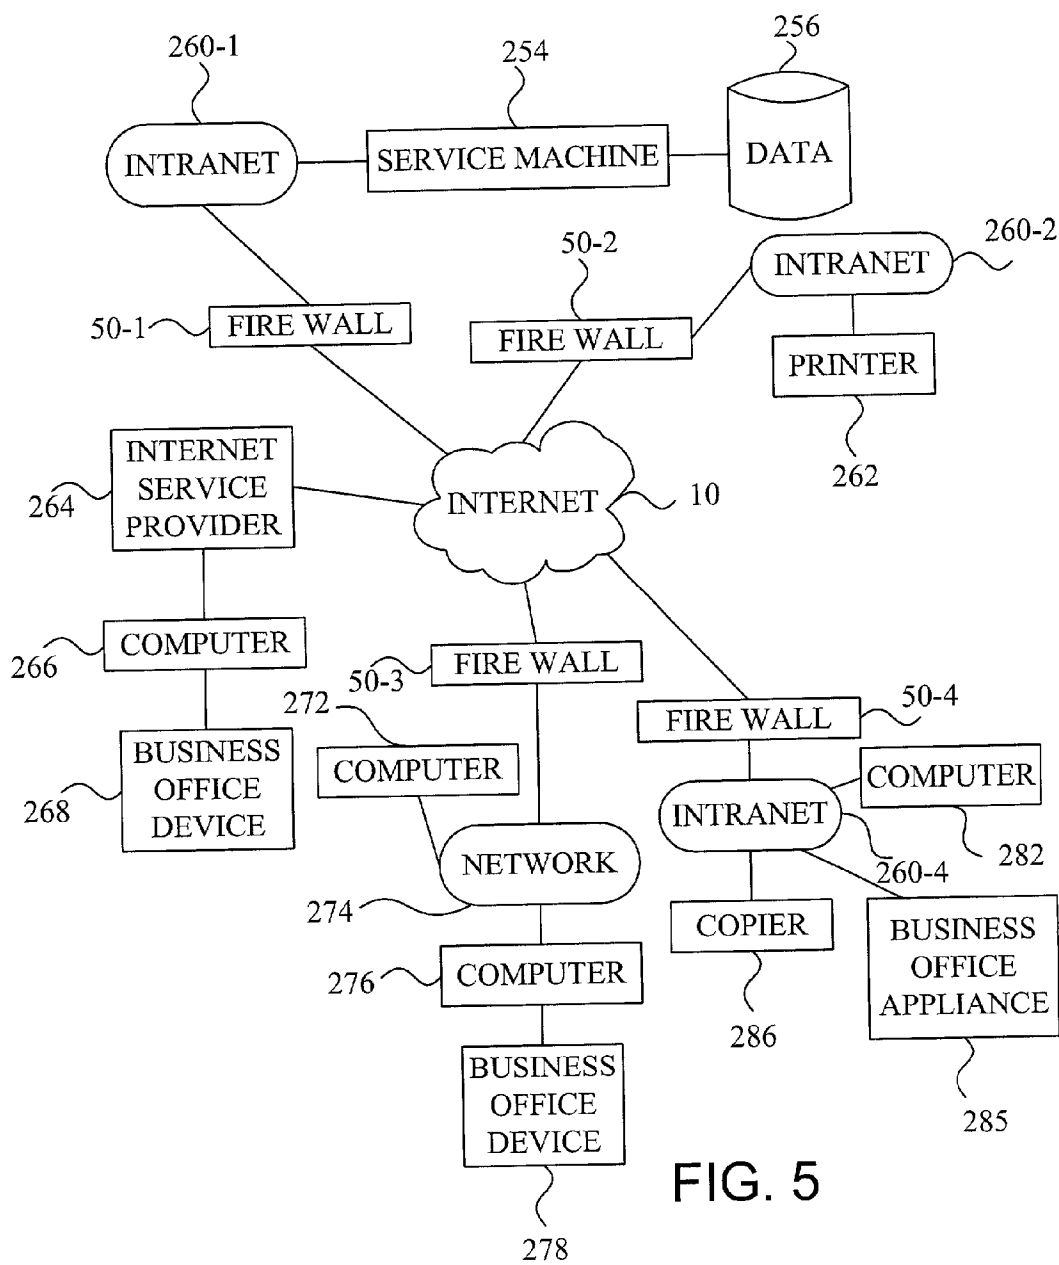 260-1
254
256
INTRANET
SERVICE MACHINE
DATA
50-2
260-2
INTRANET
50-1
FIRE WALL
FIRE WALL
PRINTER
262
INTERNET
SERVICE
PROVIDER
264
INTERNET
10
COMPUTER
266
FIRE WALL
50-3
272
50-4
FIRE WALL
BUSINESS
OFFICE
DEVICE
268
COMPUTER
COMPUTER
INTRANET
282
260-4
NETWORK
274
COPIER
286
BUSINESS
OFFICE
APPLIANCE
285
COMPUTER
276
BUSINESS
OFFICE
DEVICE
278
FIG. 5